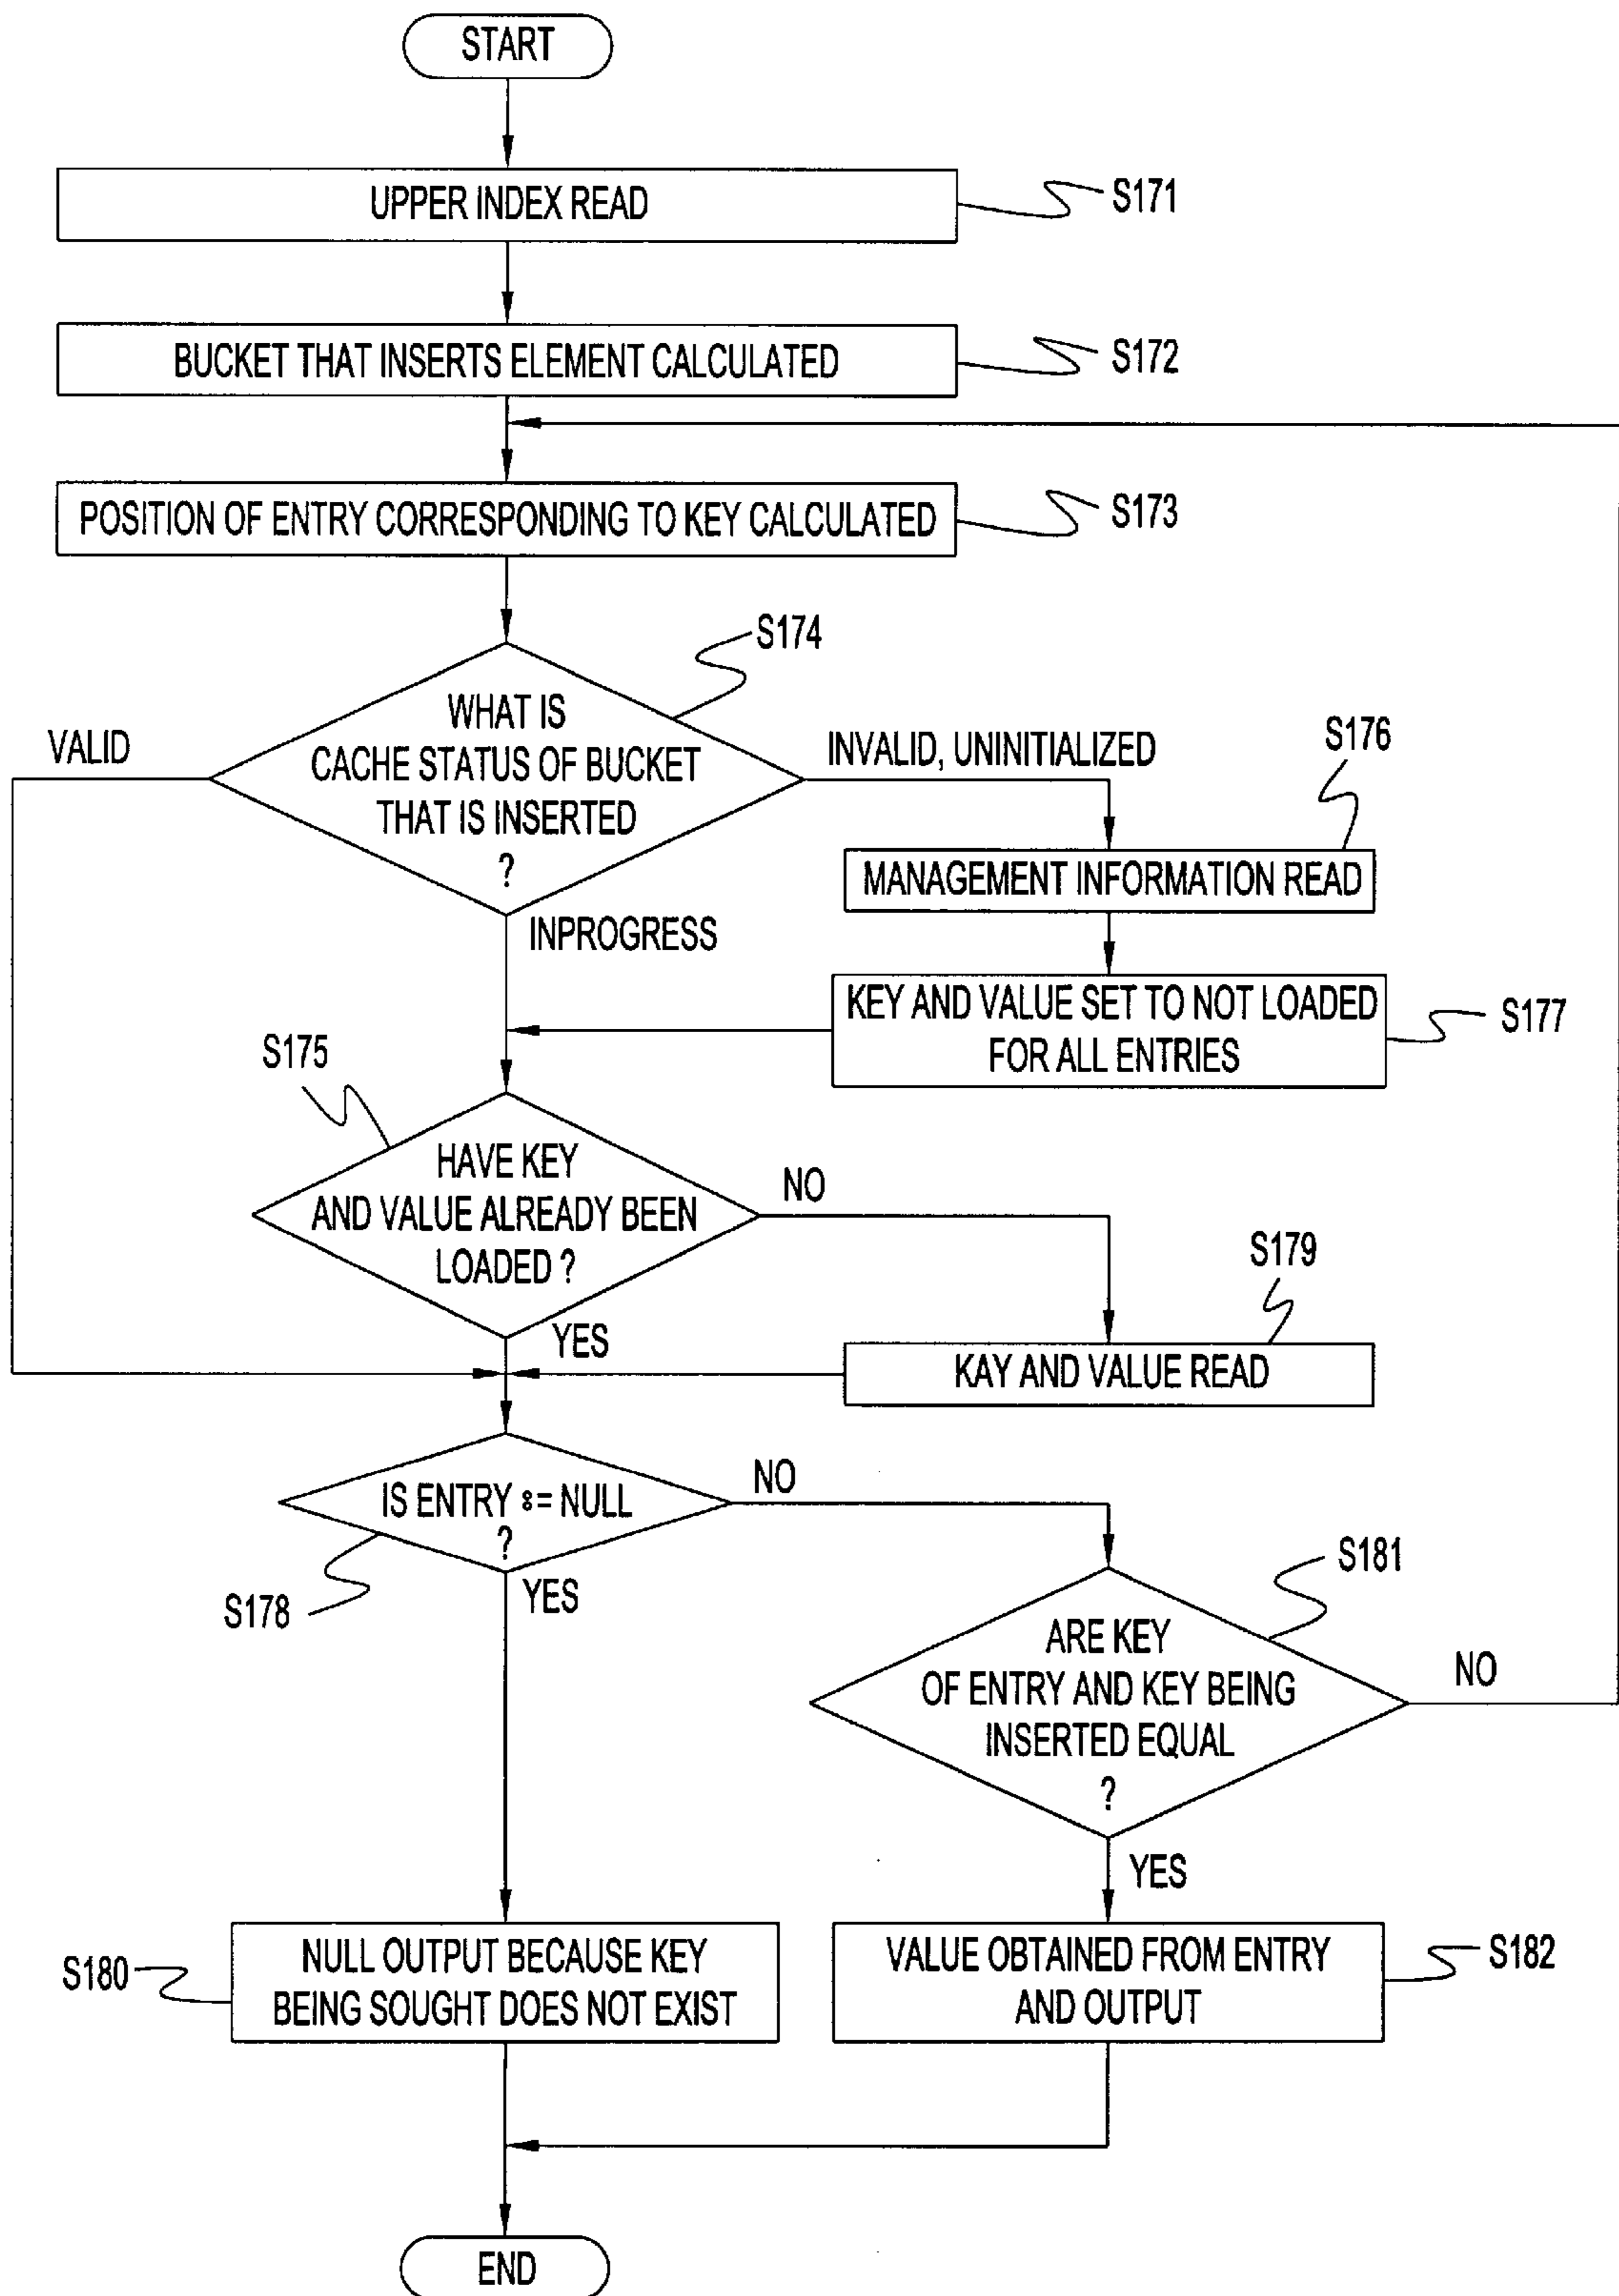 START
UPPER INDEX READ
S171
BUCKET THAT INSERTS ELEMENT CALCULATED
S172
POSITION OF ENTRY CORRESPONDING TO KEY CALCULATED
S173
S174
WHAT IS
CACHE STATUS OF BUCKET
THAT IS INSERTED
?
VALID
INVALID, UNINITIALIZED
INPROGRESS
S176
MANAGEMENT INFORMATION READ
KEY AND VALUE SET TO NOT LOADED
FOR ALL ENTRIES
S177
S175
HAVE KEY
AND VALUE ALREADY BEEN
LOADED ?
NO
YES
S179
KAY AND VALUE READ
IS ENTRY := NULL
?
NO
YES
S178
S181
ARE KEY
OF ENTRY AND KEY BEING
INSERTED EQUAL
?
NO
YES
S180
NULL OUTPUT BECAUSE KEY
BEING SOUGHT DOES NOT EXIST
VALUE OBTAINED FROM ENTRY
AND OUTPUT
S182
END